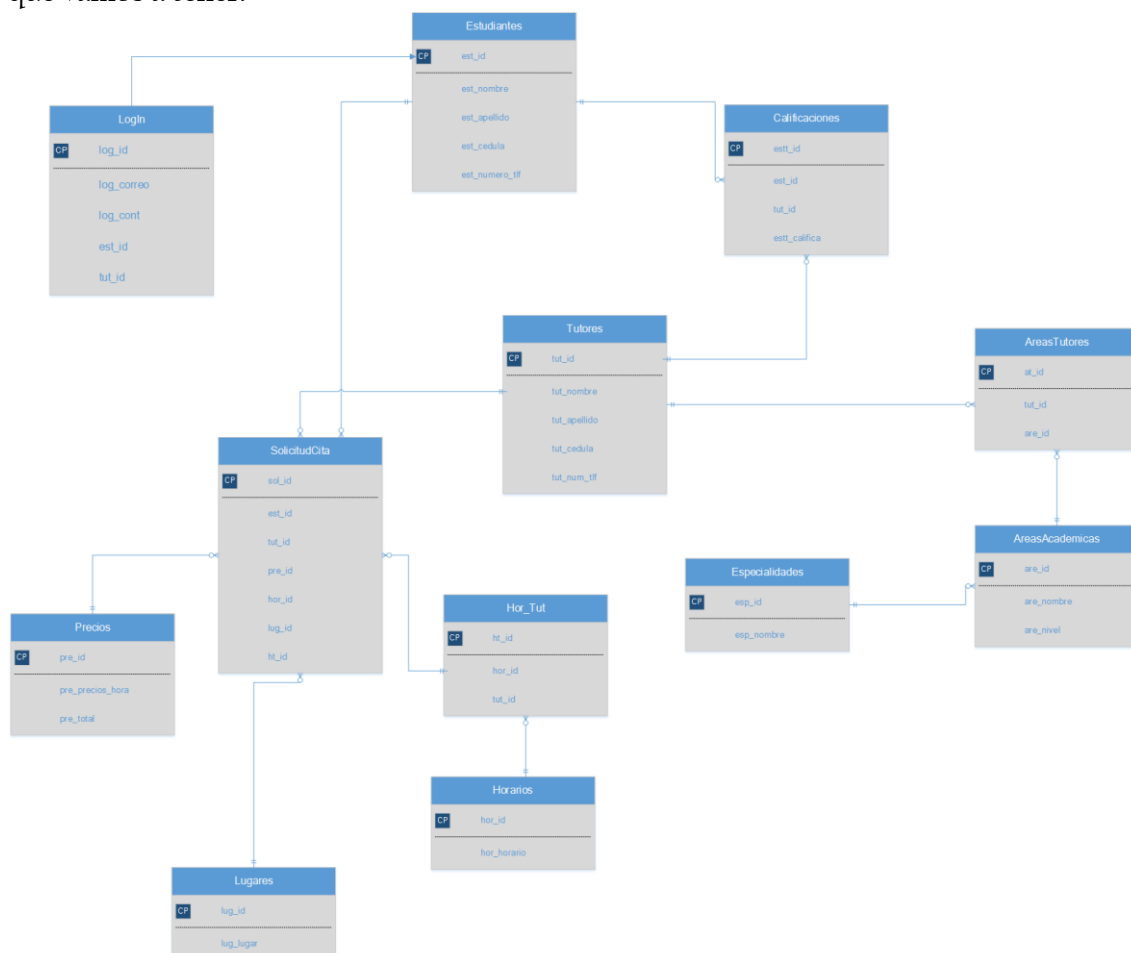 Estudiantes
CP est_id
est_nombre
est_apellido
est_cedula
est_numero_tlf
LogIn
CP log_id
log_correo
log_cont
est_id
tut_id
Calificaciones
CP estt_id
est_id
tut_id
estt_califica
Tutores
CP tut_id
tut_nombre
tut_apellido
tut_cedula
tut_num_tlf
AreasTutores
CP at_id
tut_id
are_id
SolicitudCita
CP sol_id
est_id
tut_id
pre_id
hor_id
lug_id
ht_id
AreasAcademicas
CP are_id
are_nombre
are_nivel
Especialidades
CP esp_id
esp_nombre
Hor_Tut
CP ht_id
hor_id
tut_id
Precios
CP pre_id
pre_precios_hora
pre_total
Horarios
CP hor_id
hor_horario
Lugares
CP lug_id
lug_lugar